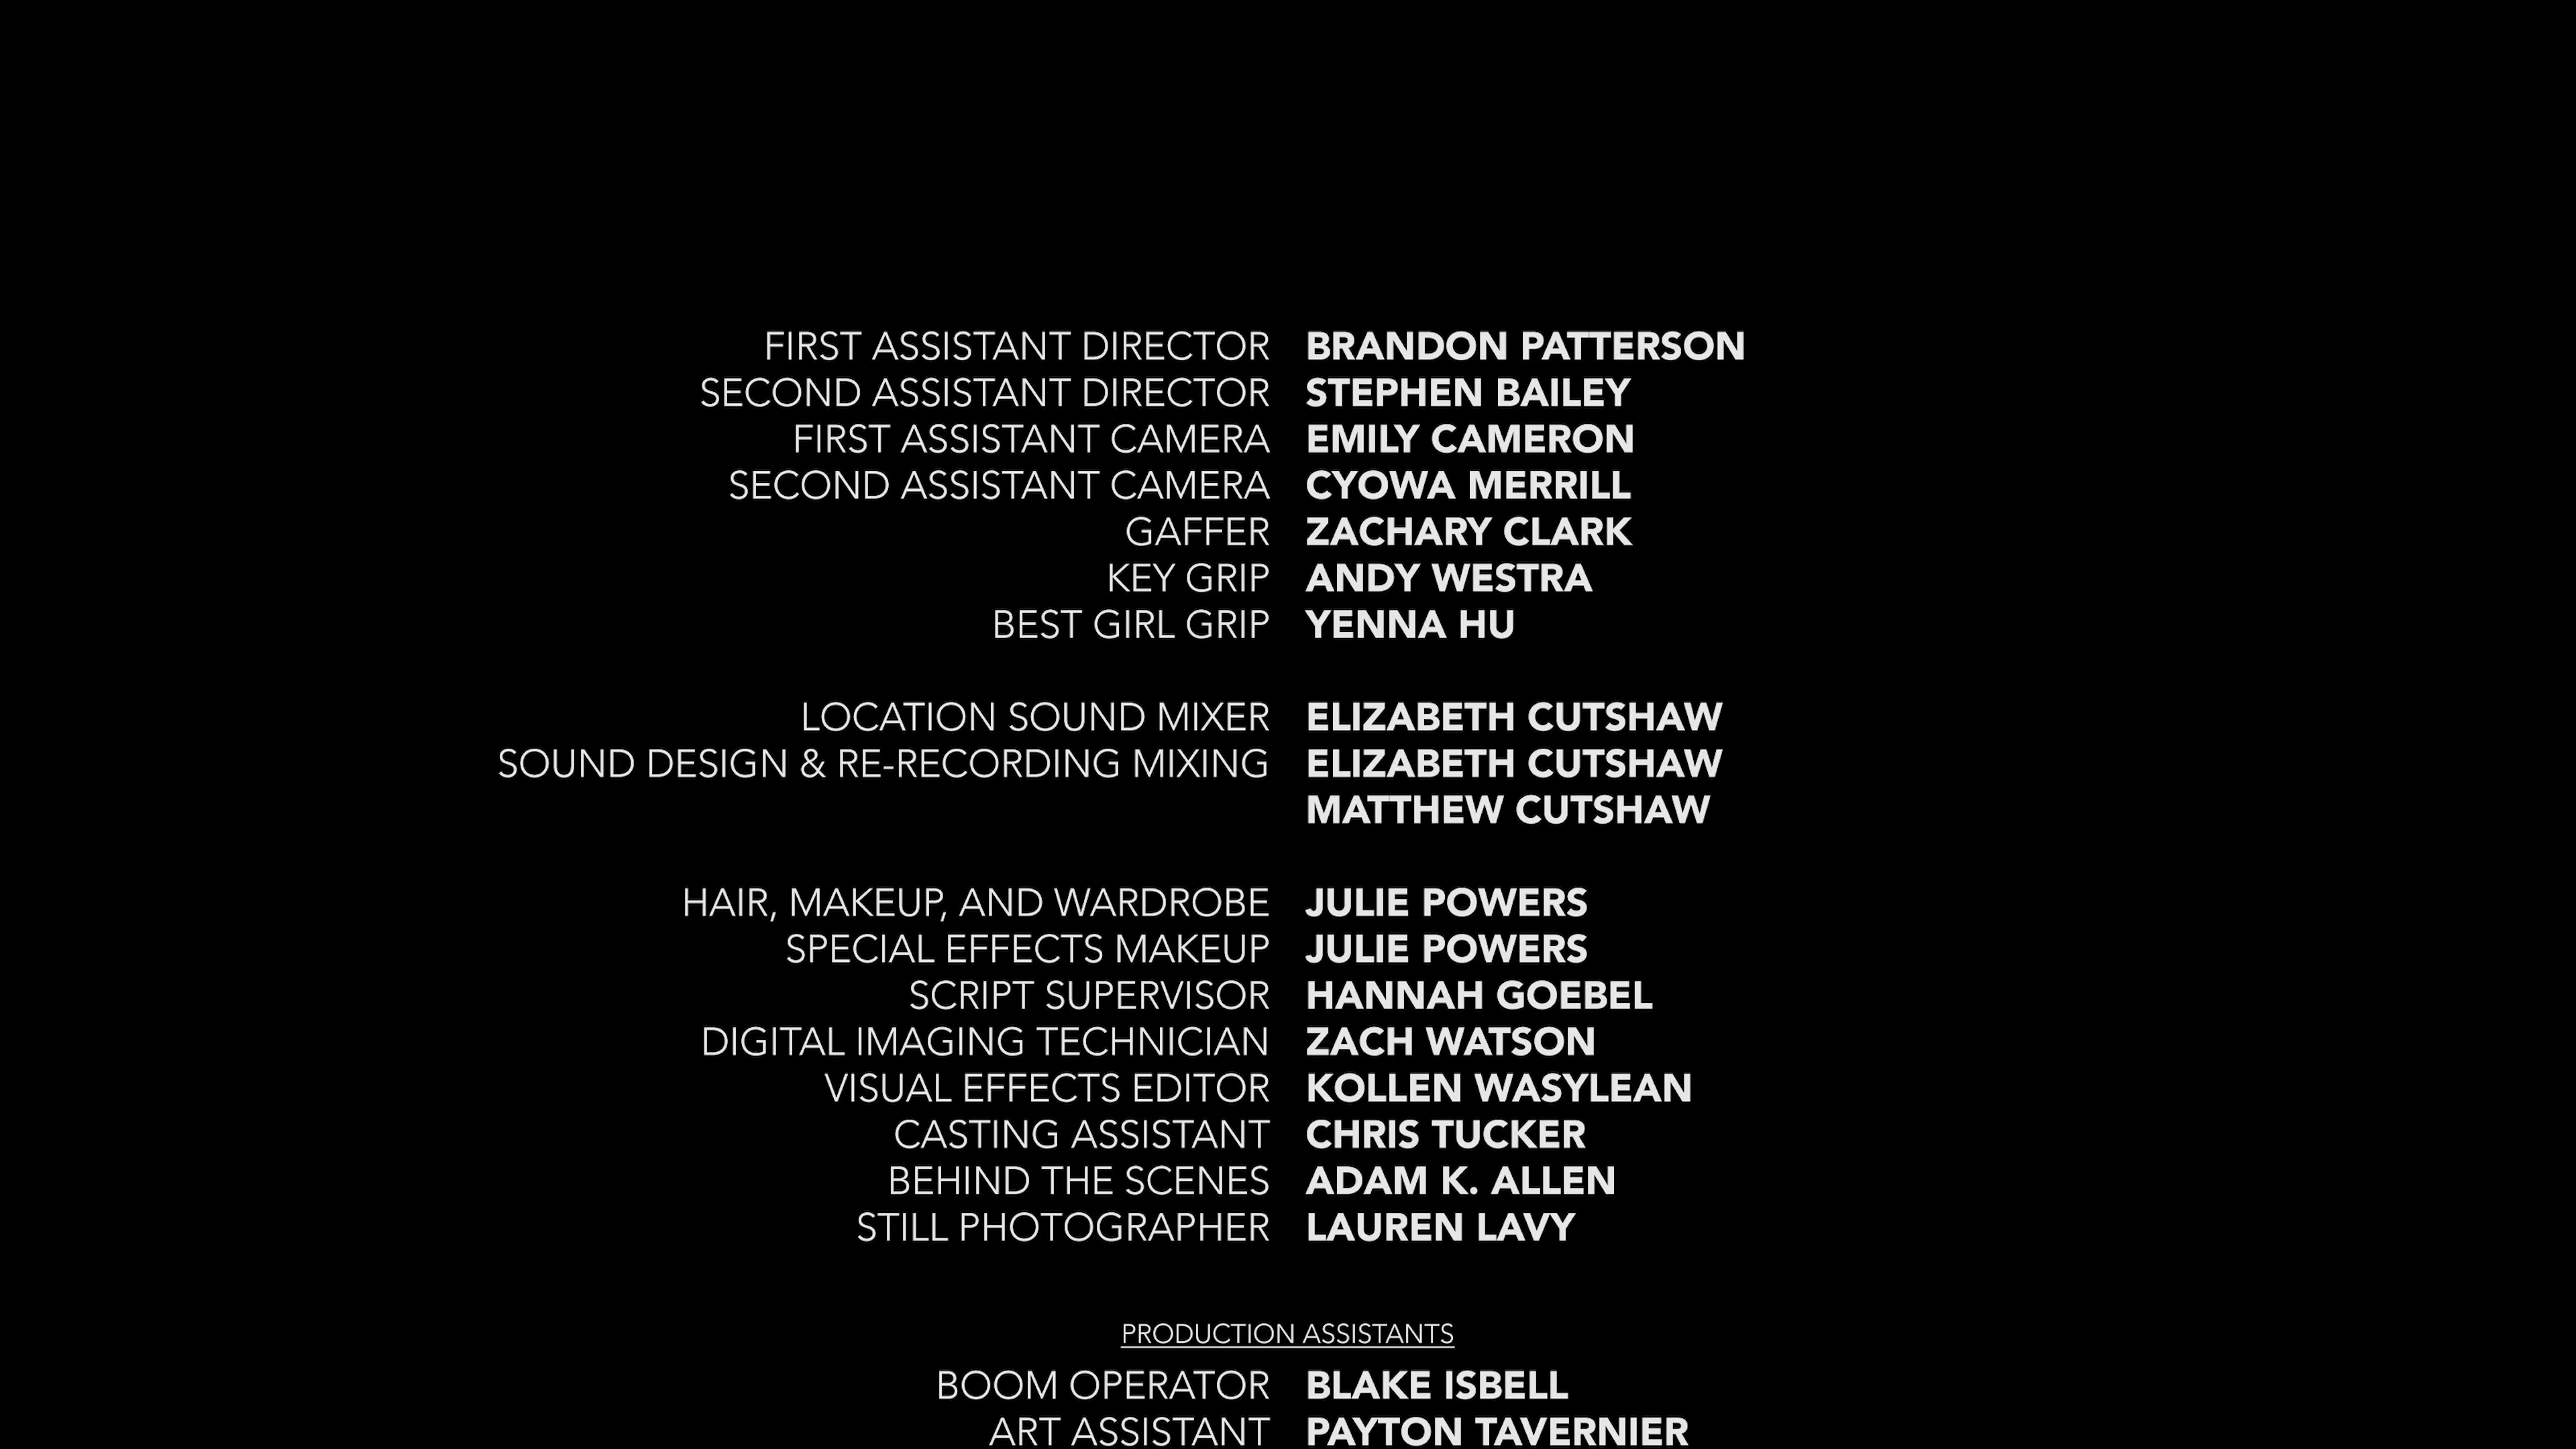 FIRST ASSISTANT DIRECTOR BRANDON PATTERSON
SECOND ASSISTANT DIRECTOR STEPHEN BAILEY
FIRST ASSISTANT CAMERA EMILY CAMERON
SECOND ASSISTANT CAMERA CYOWA MERRILL
GAFFER ZACHARY CLARK
KEY GRIP ANDY WESTRA
BEST GIRL GRIP YENNA HU
LOCATION SOUND MIXER ELIZABETH CUTSHAW
SOUND DESIGN & RE-RECORDING MIXING ELIZABETH CUTSHAW
MATTHEW CUTSHAW
HAIR, MAKEUP, AND WARDROBE JULIE POWERS
SPECIAL EFFECTS MAKEUP JULIE POWERS
SCRIPT SUPERVISOR HANNAH GOEBEL
DIGITAL IMAGING TECHNICIAN ZACH WATSON
VISUAL EFFECTS EDITOR KOLLEN WASYLEAN
CASTING ASSISTANT CHRIS TUCKER
BEHIND THE SCENES ADAM K. ALLEN
STILL PHOTOGRAPHER LAUREN LAVY
PRODUCTION ASSISTANTS
BOOM OPERATOR BLAKE ISBELL
ART ASSISTANT PAYTON TAVERNIER